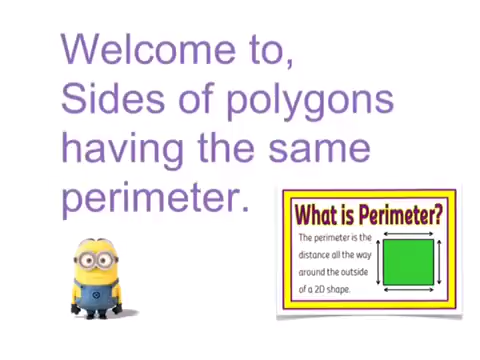 Welcome to,
Sides of polygons
having the same
perimeter.
What is Perimeter?
The perimeter is the
distance all the way
around the outside
of a 2D shape.